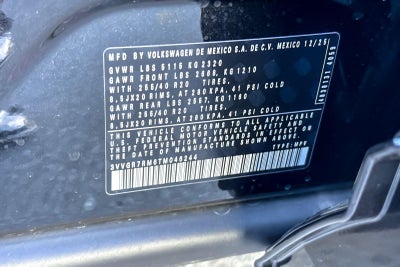 MFD BY VOLKSWAGEN DE MEXICO S.A. DE C.V. MEXICO 12/25
GVWR LBS 5116 KG 2320
GAWR FRONT LBS 2668, KG 1210
WITH 255/40 R20 TIRES,
8,5JX20 RIMS, AT 280 KPA, 41 PSI COLD
GAWR REAR LBS 2557, KG 1160
WITH 255/40 R20 TIRES,
8,5JX20 RIMS, AT 280 KPA, 41 PSI COLD
THIS VEHICLE CONFORMS TO ALL APPLICABLE
U.S. FEDERAL MOTOR VEHICLE SAFETY AND
THEFT PREVENTION STANDARDS IN EFFECT ON
THE DATE OF MANUFACTURE SHOWN ABOVE
TYPE: MPV